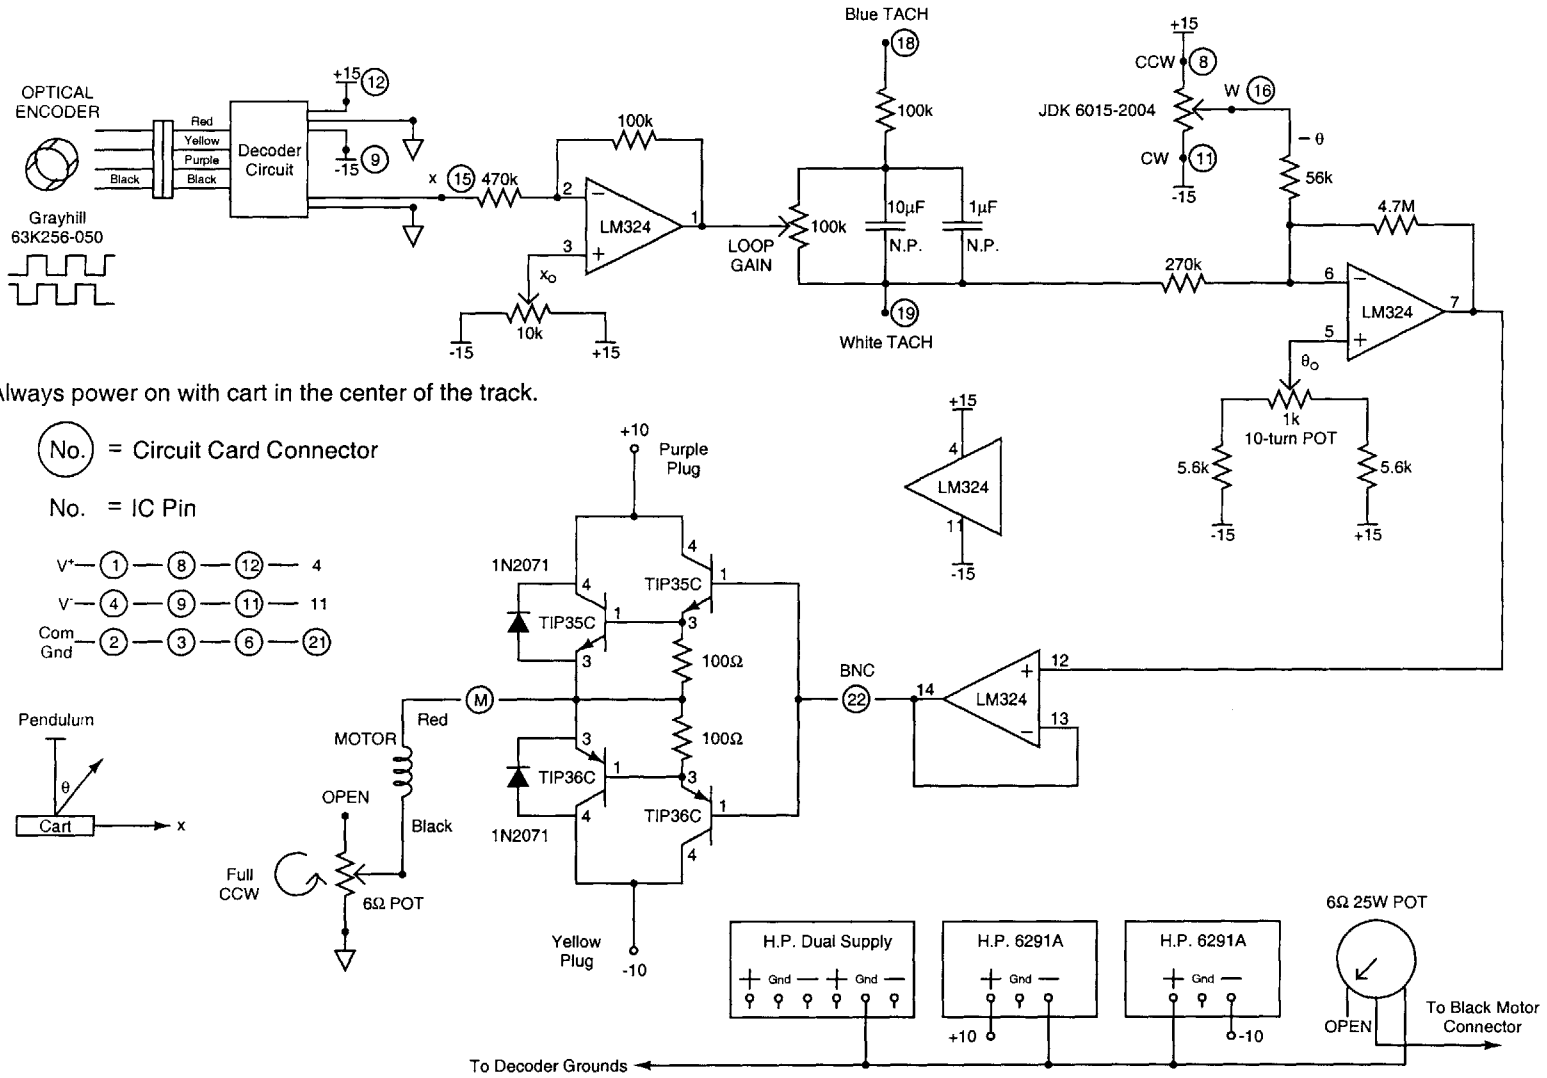 Blue TACH
18
100k
+15
CCW 8
JDK 6015-2004
W 16
CW 11
-15
-θ
56k
OPTICAL
ENCODER
Red
Yellow
Purple
Black
Black
Decoder
Circuit
+15 12
-15 9
x 15 470k
Grayhill
63K256-050
100k
2
3
−
+
LM324
1
x₀
10k
-15
+15
LOOP
GAIN
100k
10µF
N.P.
1µF
N.P.
19
White TACH
270k
4.7M
6
5
−
+
LM324
7
θ₀
1k
10-turn POT
5.6k
5.6k
-15
+15
Always power on with cart in the center of the track.
No. = Circuit Card Connector
No. = IC Pin
V⁺ 1 8 12 4
V⁻ 4 9 11 11
Com
Gnd 2 3 6 21
+10
Purple
Plug
+15
4
LM324
11
-15
1N2071
4
TIP35C
1
3
4
TIP35C
1
3
100Ω
100Ω
BNC
22
14
LM324
+
−
12
13
M
Red
MOTOR
Black
3
TIP36C
1
4
1N2071
3
TIP36C
1
4
Yellow
Plug
-10
Pendulum
θ
Cart
x
OPEN
Full
CCW
6Ω POT
H.P. Dual Supply
+ Gnd − + Gnd −
H.P. 6291A
+ Gnd −
+10
H.P. 6291A
+ Gnd −
-10
6Ω 25W POT
OPEN
To Black Motor
Connector
To Decoder Grounds